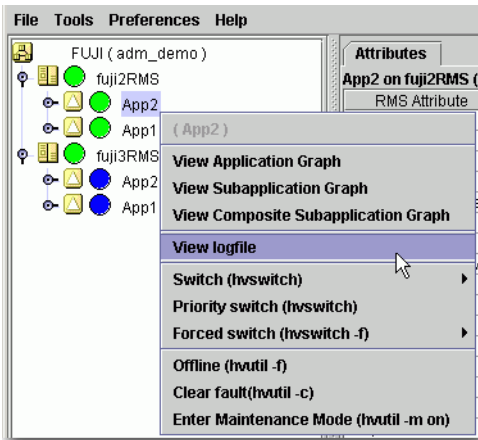 File Tools Preferences Help
FUJI ( adm_demo )
Attributes
fuji2RMS
App2 on fuji2RMS (
App2
RMS Attribute
App1
( App2 )
fuji3RMS
View Application Graph
App2
View Subapplication Graph
App1
View Composite Subapplication Graph
View logfile
Switch (hvswitch)
Priority switch (hvswitch)
Forced switch (hvswitch -f)
Offline (hvutil -f)
Clear fault(hvutil -c)
Enter Maintenance Mode (hvutil -m on)